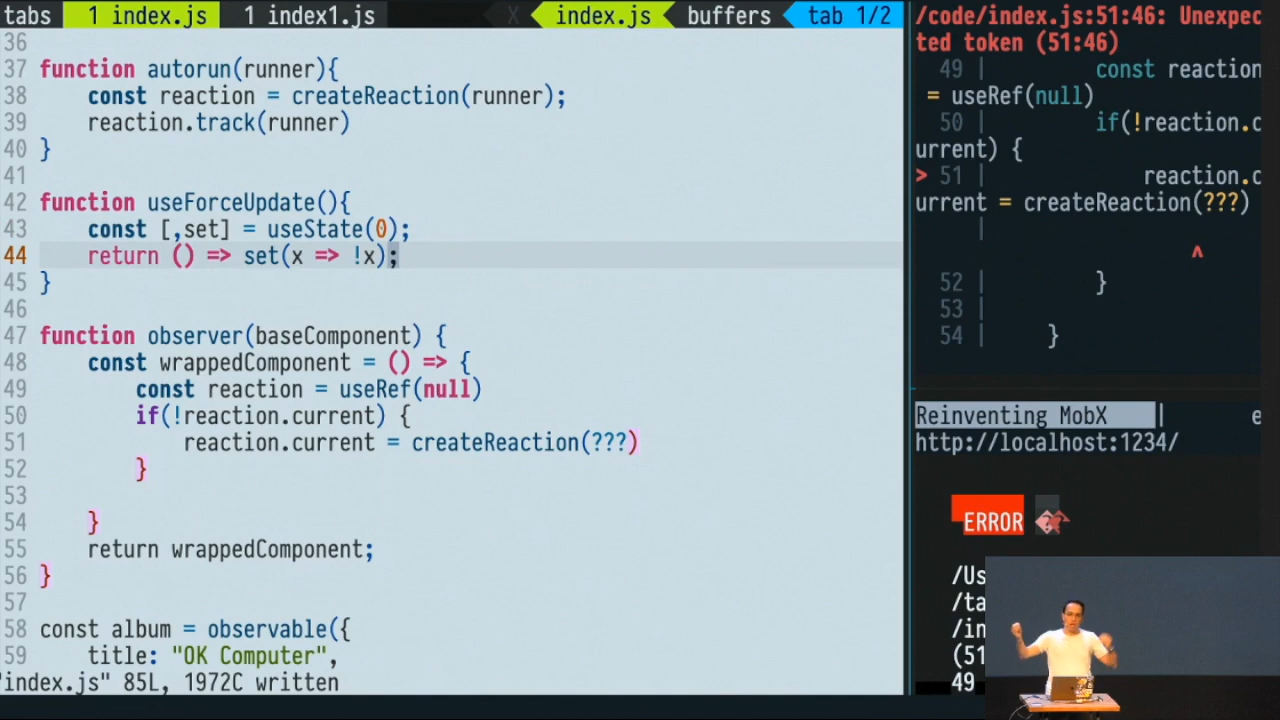 tabs 1 index.js 1 index1.js X index.js buffers tab 1/2
36
37 function autorun(runner){
38     const reaction = createReaction(runner);
39     reaction.track(runner)
40 }
41
42 function useForceUpdate(){
43     const [,set] = useState(0);
44     return () => set(x => !x);
45 }
46
47 function observer(baseComponent) {
48     const wrappedComponent = () => {
49         const reaction = useRef(null)
50         if(!reaction.current) {
51             reaction.current = createReaction(???)
52         }
53
54     }
55     return wrappedComponent;
56 }
57
58 const album = observable({
59     title: "OK Computer",
"index.js" 85L, 1972C written
/code/index.js:51:46: Unexpec
ted token (51:46)
49 |         const reaction
= useRef(null)
50 |         if(!reaction.c
urrent) {
> 51 |             reaction.c
urrent = createReaction(???)
|
^
52 |         }
53 |
54 |     }
Reinventing MobX | e
http://localhost:1234/
ERROR
/Us
/ta
/in
(51
49